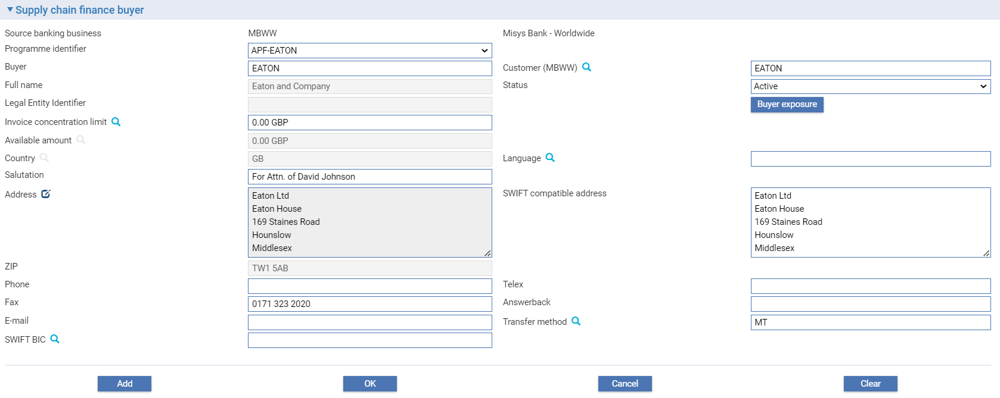 Supply chain finance buyer
Source banking business MBWW Misys Bank - Worldwide
Programme identifier APF-EATON
Buyer EATON Customer (MBWW) EATON
Full name Eaton and Company Status Active
Legal Entity Identifier Buyer exposure
Invoice concentration limit 0.00 GBP
Available amount 0.00 GBP
Country GB Language
Salutation For Attn. of David Johnson
Address Eaton Ltd SWIFT compatible address Eaton Ltd
Eaton House Eaton House
169 Staines Road 169 Staines Road
Hounslow Hounslow
Middlesex Middlesex
ZIP TW1 5AB
Phone Telex
Fax 0171 323 2020 Answerback
E-mail Transfer method MT
SWIFT BIC
Add OK Cancel Clear